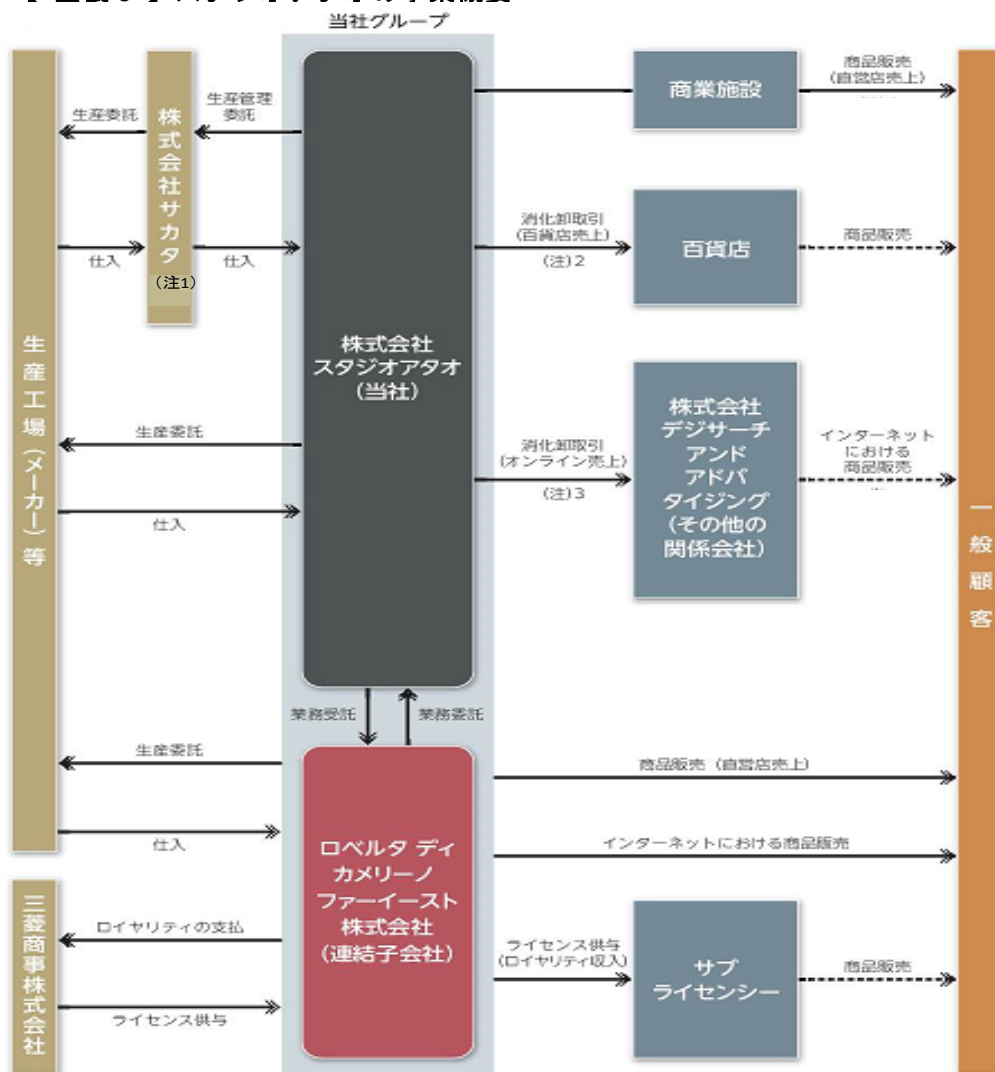 当社グループ
生産工場(メーカー)等
生産委託
仕入
株式会社サカタ
(注1)
生産管理
委託
仕入
生産委託
仕入
株式会社
スタジオアタオ
(当社)
商業施設
商品販売
(直営店売上)
消化卸取引
(百貨店売上)
(注)2
百貨店
商品販売
消化卸取引
(オンライン売上)
(注)3
株式会社
デジサーチ
アンド
アドバ
タイジング
(その他の
関係会社)
インターネット
における
商品販売
一般顧客
業務受託
業務委託
生産委託
仕入
ロベルタ ディ
カメリーノ
ファーイースト
株式会社
(連結子会社)
商品販売(直営店売上)
インターネットにおける商品販売
三菱商事株式会社
ロイヤリティの支払
ライセンス供与
ライセンス供与
(ロイヤリティ収入)
サブ
ライセンシー
商品販売